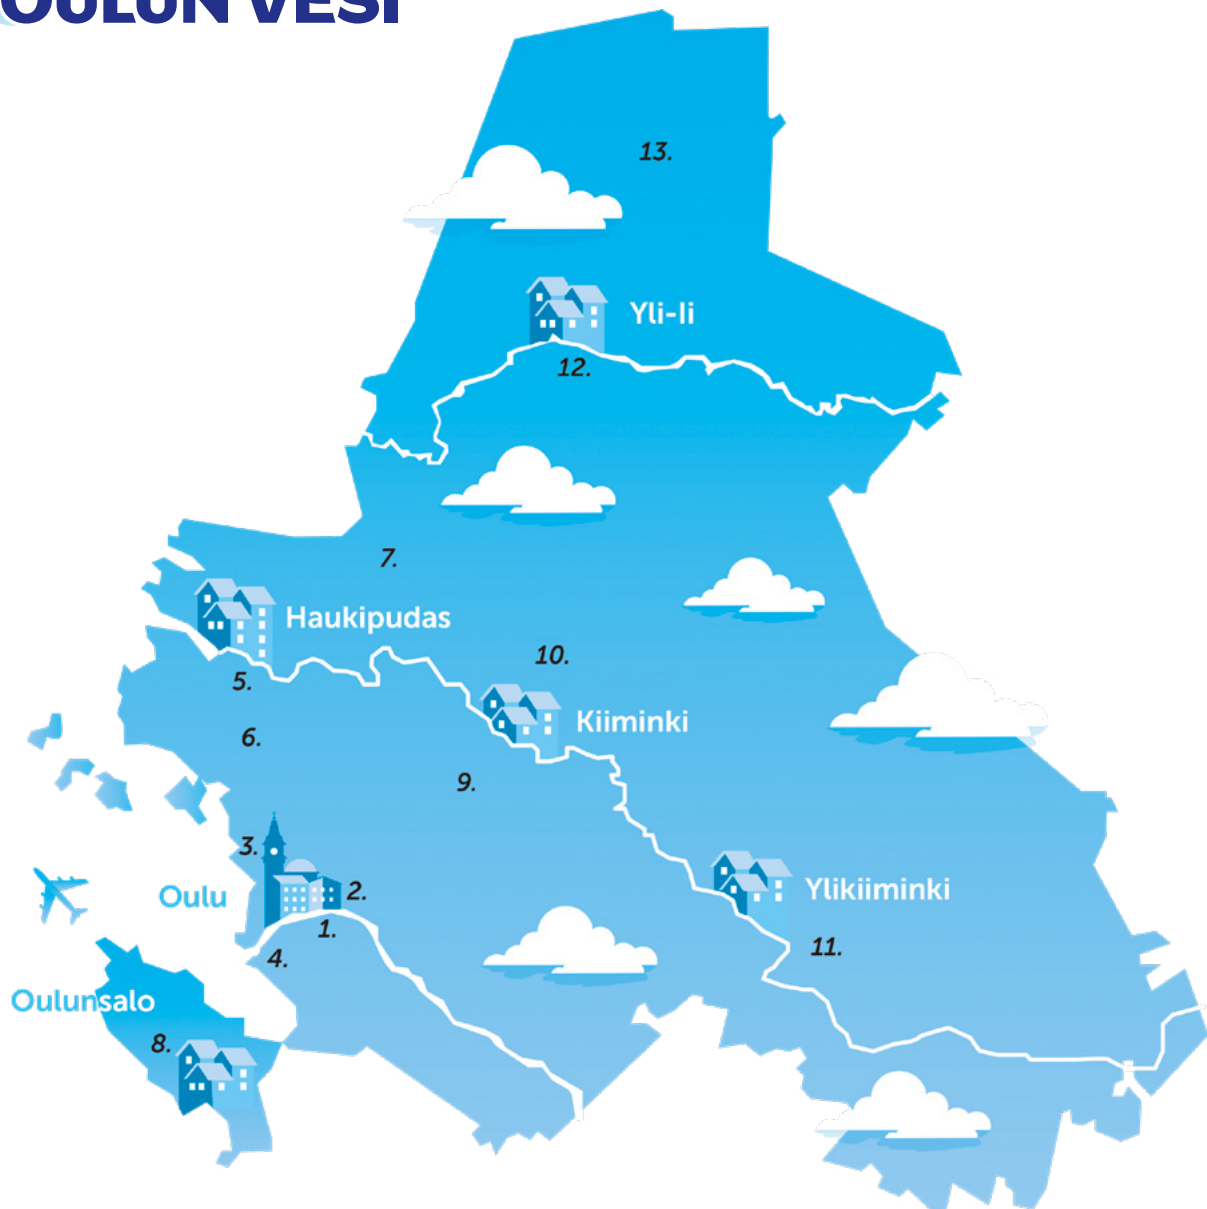 OULUN VESI
13.
Yli-Ii
12.
7.
Haukipudas
10.
5.
Kiiminki
6.
9.
3.
Oulu
2.
Ylikiiminki
1.
11.
4.
Oulunsalo
8.